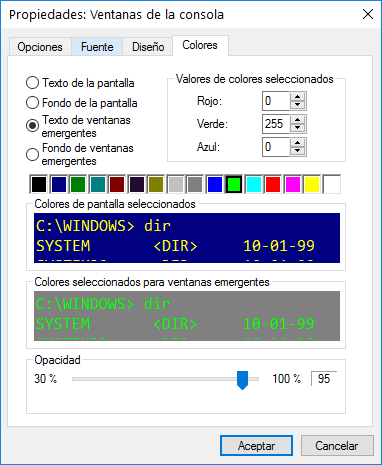 Propiedades: Ventanas de la consola
Opciones Fuente Diseño Colores
Texto de la pantalla
Fondo de la pantalla
Texto de ventanas
emergentes
Fondo de ventanas
emergentes
Valores de colores seleccionados
Rojo: 0
Verde: 255
Azul: 0
Colores de pantalla seleccionados
C:\WINDOWS> dir
SYSTEM <DIR> 10-01-99
Colores seleccionados para ventanas emergentes
C:\WINDOWS> dir
SYSTEM <DIR> 10-01-99
Opacidad
30 % 100 % 95
Aceptar Cancelar